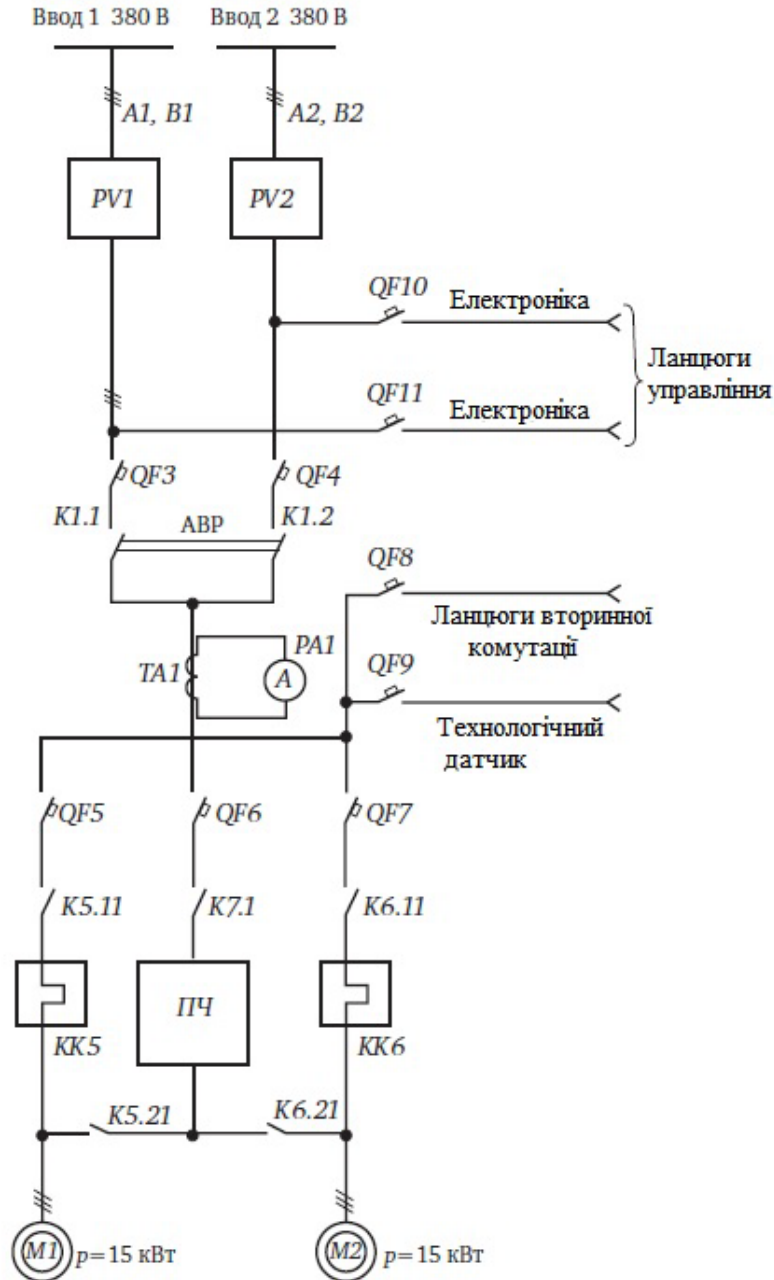 Ввод 1 380 В
Ввод 2 380 В
A1, B1
A2, B2
PV1
PV2
QF10
Електроніка
Ланцюги
управління
QF11
Електроніка
QF3
QF4
K1.1
АВР
K1.2
QF8
Ланцюги вторинної
комутації
PA1
TA1
A
QF9
Технологічний
датчик
QF5
QF6
QF7
K5.11
K7.1
K6.11
ПЧ
KK5
KK6
K5.21
K6.21
M1
p=15 кВт
M2
p=15 кВт